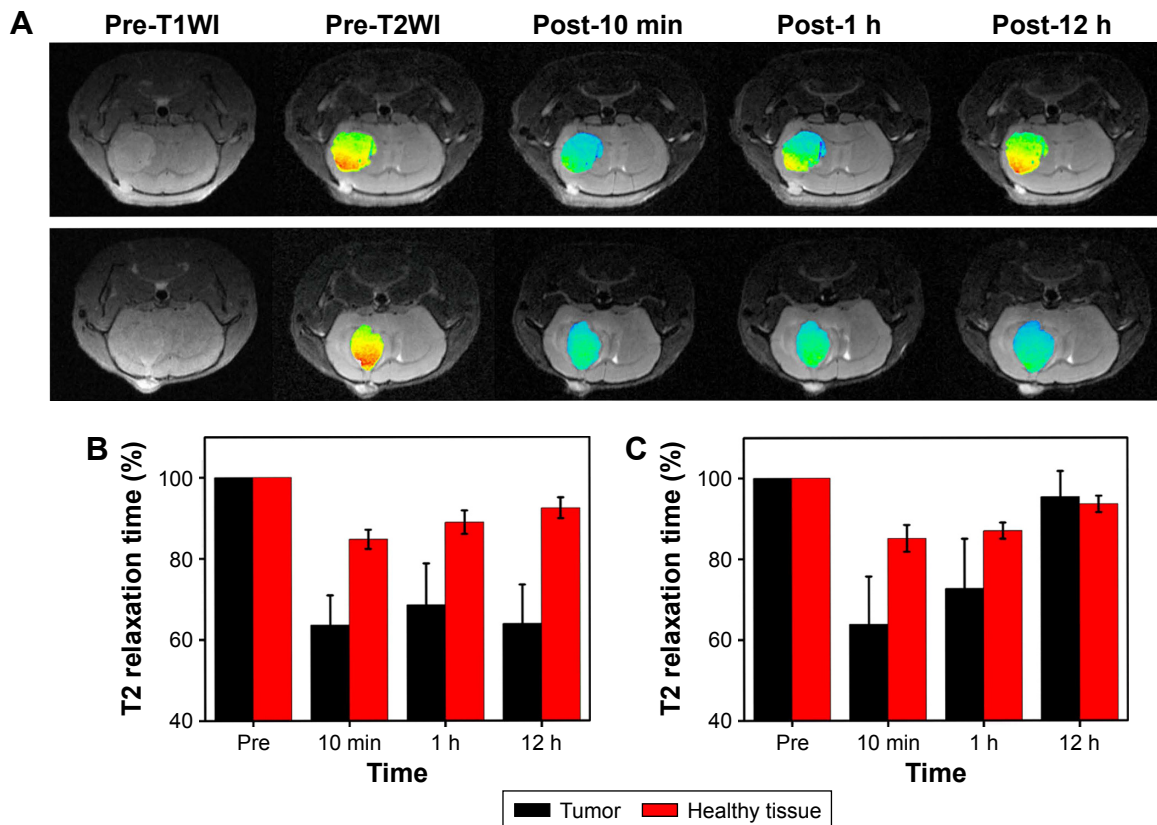 A
Pre-T1WI Pre-T2WI Post-10 min Post-1 h Post-12 h
B
T2 relaxation time (%)
100
80
60
40
Pre 10 min 1 h 12 h
Time
C
T2 relaxation time (%)
100
80
60
40
Pre 10 min 1 h 12 h
Time
Tumor Healthy tissue